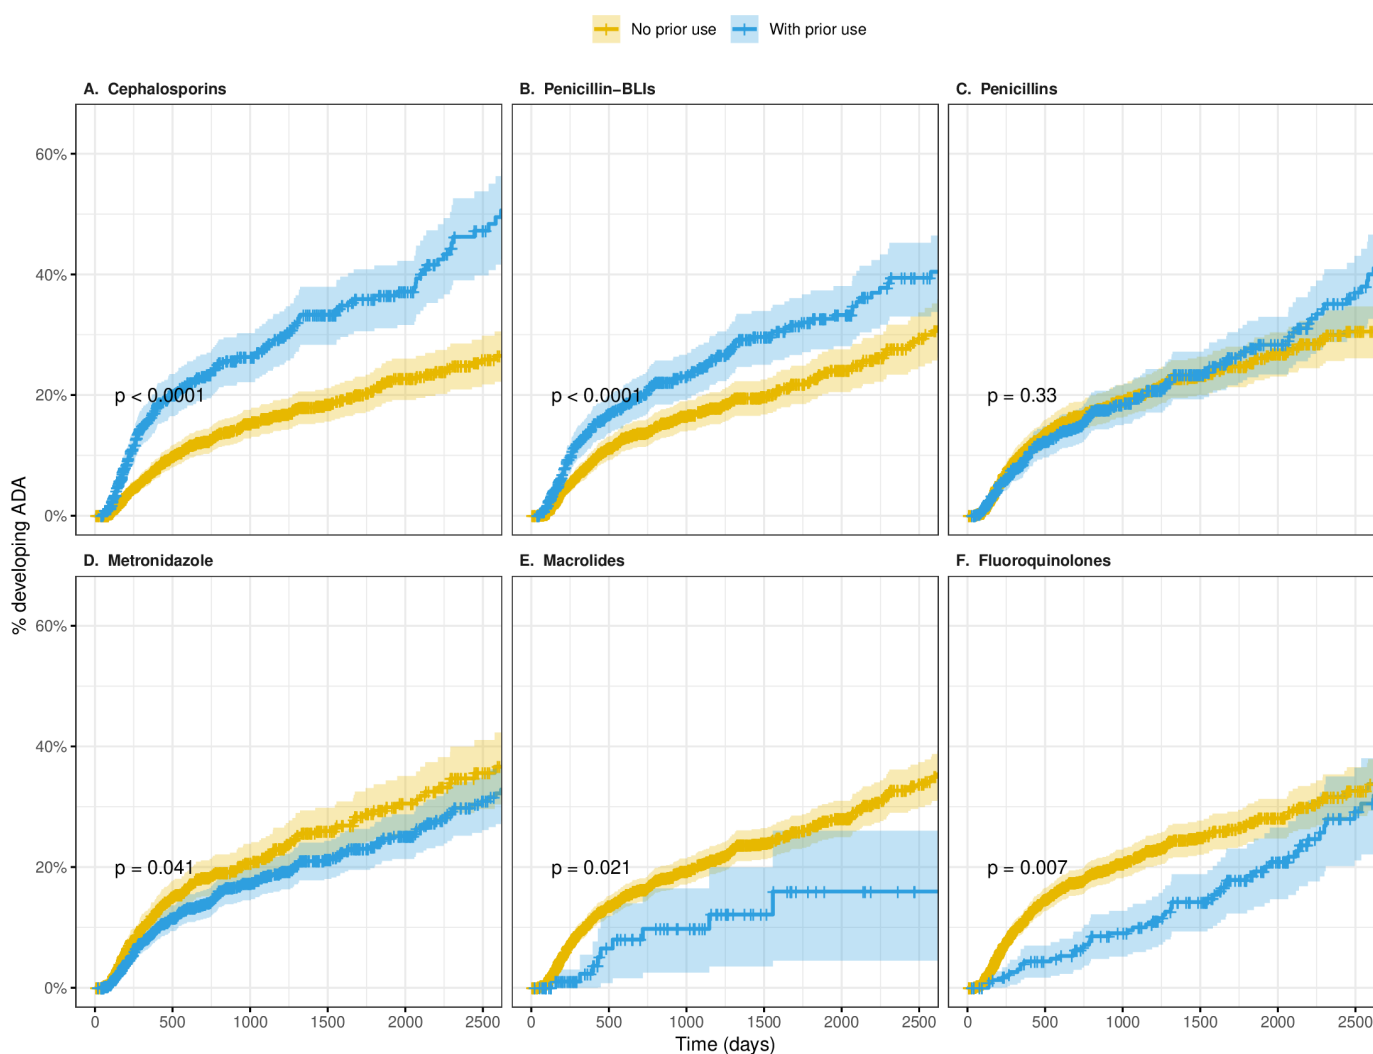 No prior use With prior use
A. Cephalosporins B. Penicillin−BLIs C. Penicillins
60%
40%
20%
0%
p < 0.0001 p < 0.0001 p = 0.33
% developing ADA
D. Metronidazole E. Macrolides F. Fluoroquinolones
60%
40%
20%
0%
p = 0.041 p = 0.021 p = 0.007
0 500 1000 1500 2000 2500 0 500 1000 1500 2000 2500 0 500 1000 1500 2000 2500
Time (days)